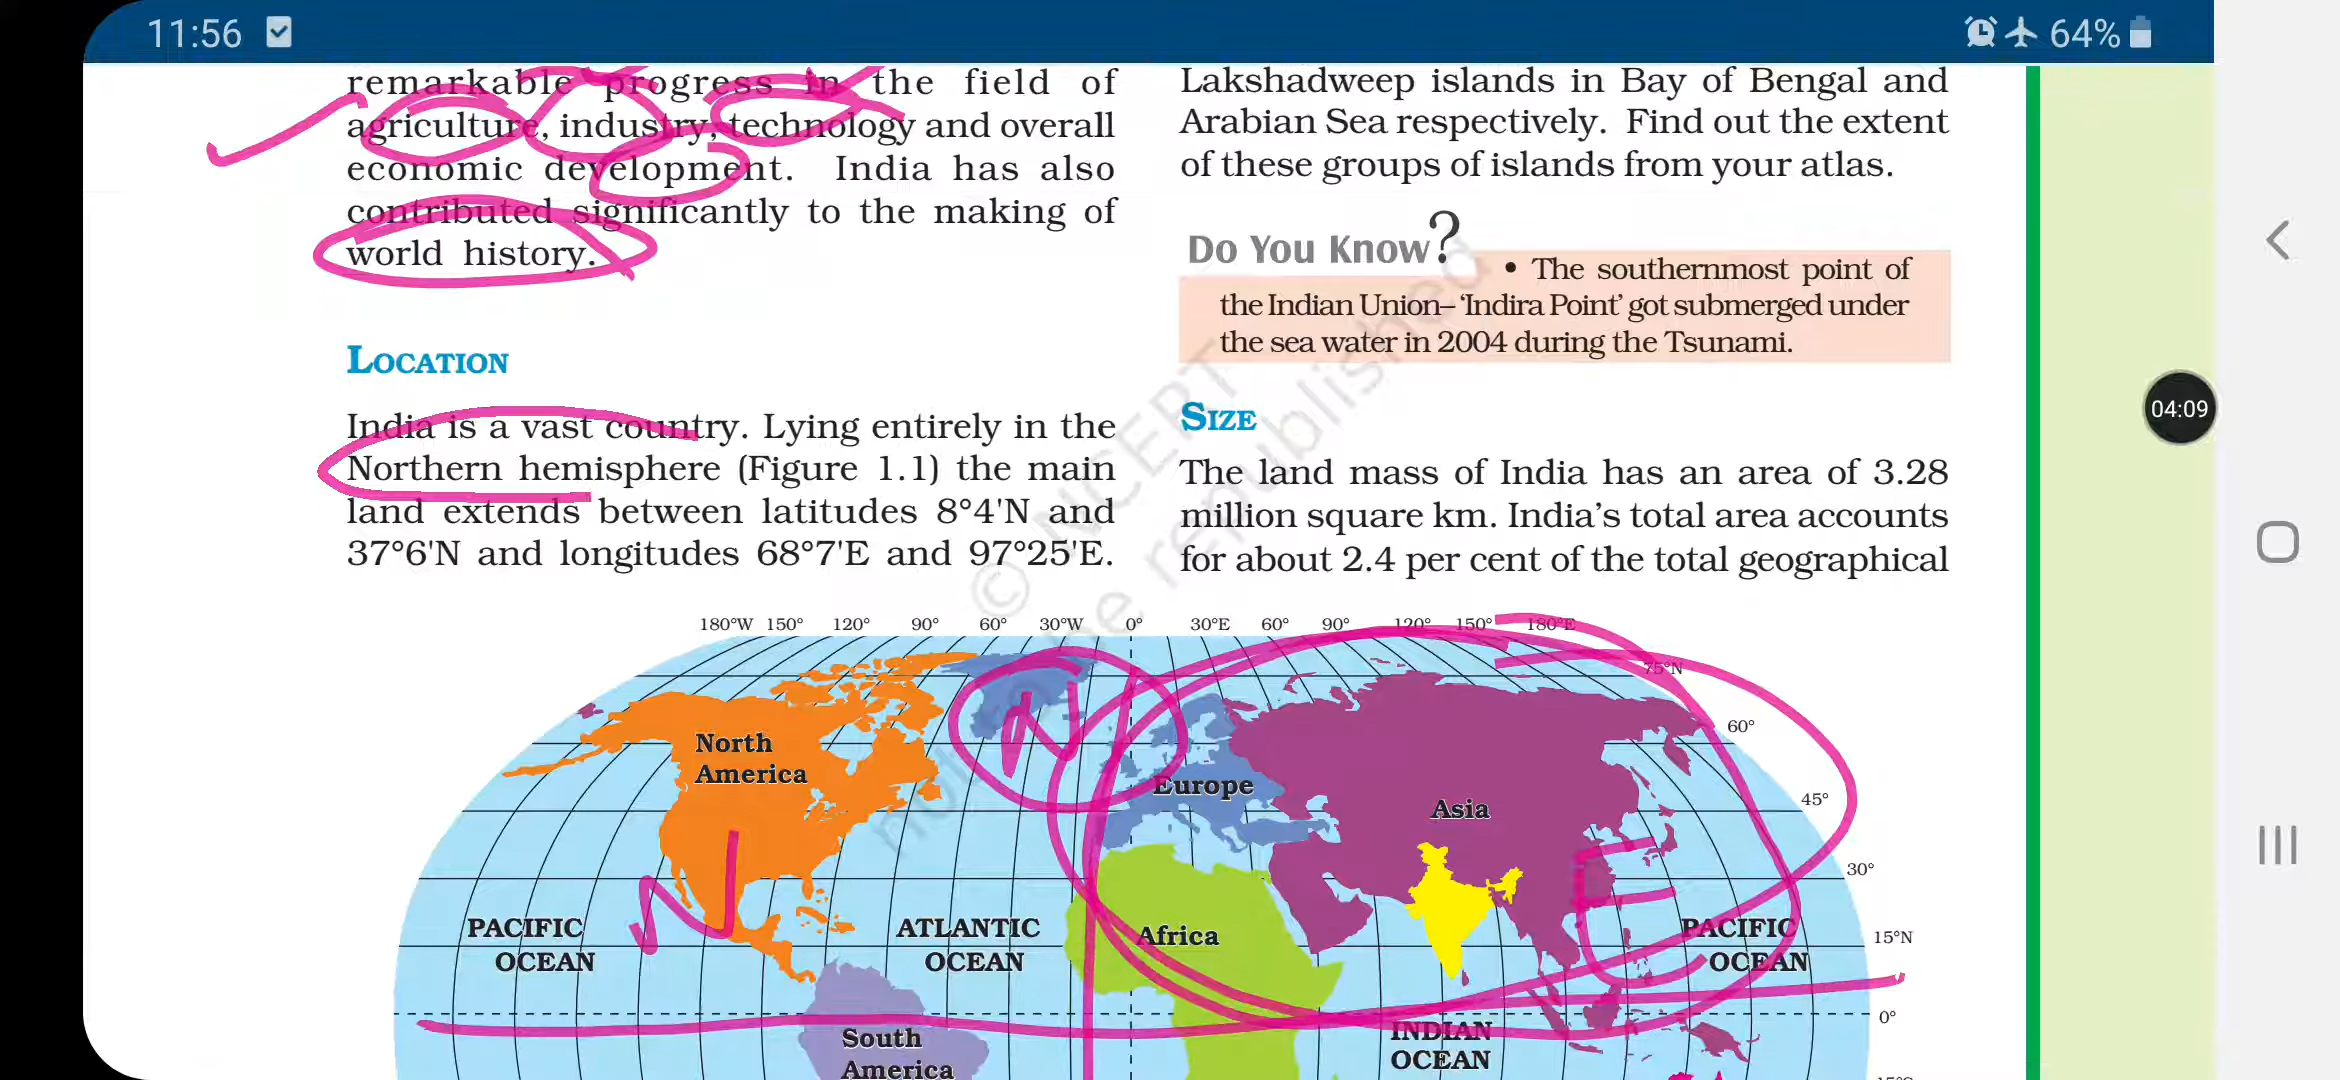 11:56
64%
remarkable progress in the field of
agriculture, industry, technology and overall
economic development. India has also
contributed significantly to the making of
world history.
LOCATION
India is a vast country. Lying entirely in the
Northern hemisphere (Figure 1.1) the main
land extends between latitudes 8°4'N and
37°6'N and longitudes 68°7'E and 97°25'E.
Lakshadweep islands in Bay of Bengal and
Arabian Sea respectively. Find out the extent
of these groups of islands from your atlas.
Do You Know?
• The southernmost point of
the Indian Union– ‘Indira Point’ got submerged under
the sea water in 2004 during the Tsunami.
SIZE
The land mass of India has an area of 3.28
million square km. India’s total area accounts
for about 2.4 per cent of the total geographical
04:09
© NCERT
not to be republished
180°W 150° 120° 90° 60° 30°W 0° 30°E 60° 90° 120° 150° 180°E
75°N
60°
45°
30°
15°N
0°
North
America
Europe
Asia
Africa
PACIFIC
OCEAN
ATLANTIC
OCEAN
PACIFIC
OCEAN
INDIAN
OCEAN
South
America
N
N
E